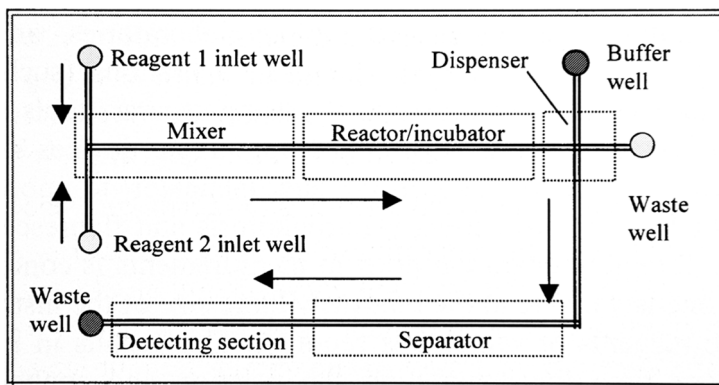 Reagent 1 inlet well
Dispenser
Buffer
well
Mixer
Reactor/incubator
Waste
well
Reagent 2 inlet well
Waste
well
Detecting section
Separator